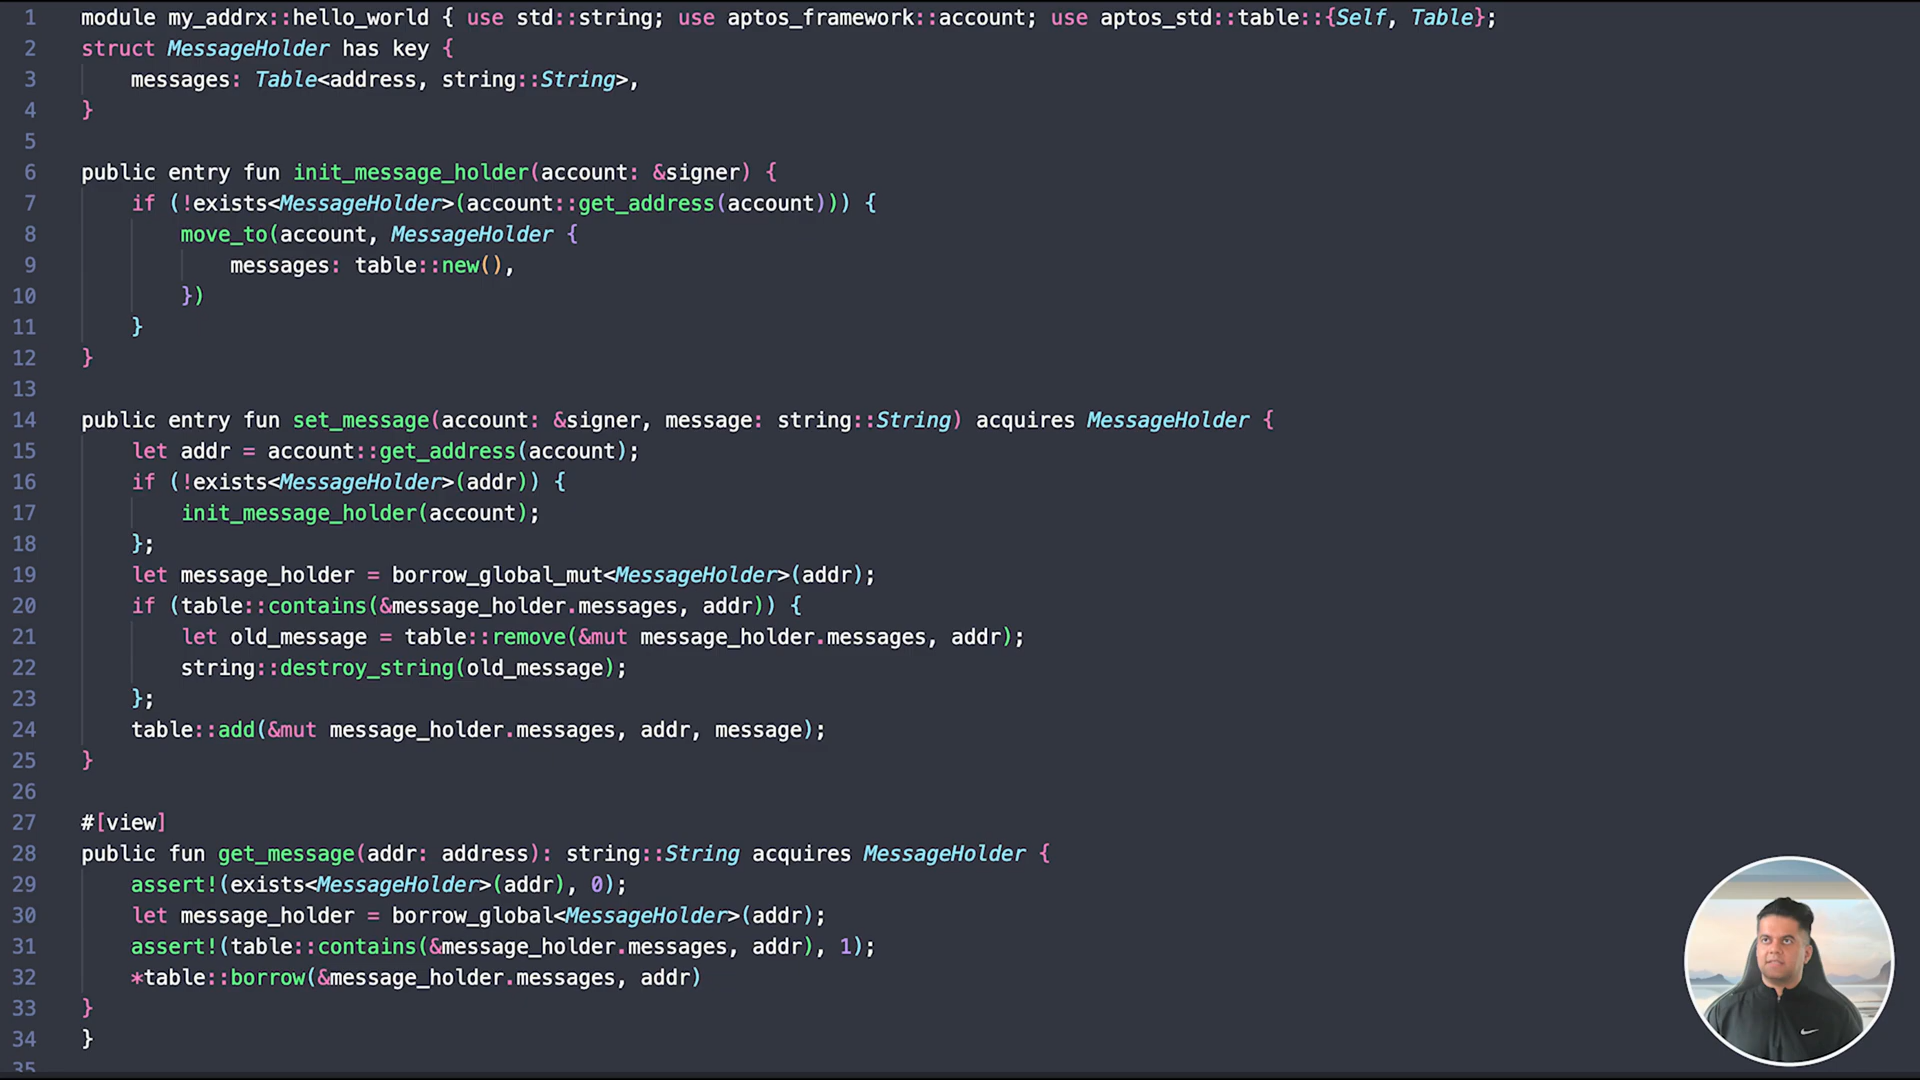 1 module my_addrx::hello_world { use std::string; use aptos_framework::account; use aptos_std::table::{Self, Table};
2 struct MessageHolder has key {
3     messages: Table<address, string::String>,
4 }
5
6 public entry fun init_message_holder(account: &signer) {
7     if (!exists<MessageHolder>(account::get_address(account))) {
8         move_to(account, MessageHolder {
9             messages: table::new(),
10         })
11     }
12 }
13
14 public entry fun set_message(account: &signer, message: string::String) acquires MessageHolder {
15     let addr = account::get_address(account);
16     if (!exists<MessageHolder>(addr)) {
17         init_message_holder(account);
18     };
19     let message_holder = borrow_global_mut<MessageHolder>(addr);
20     if (table::contains(&message_holder.messages, addr)) {
21         let old_message = table::remove(&mut message_holder.messages, addr);
22         string::destroy_string(old_message);
23     };
24     table::add(&mut message_holder.messages, addr, message);
25 }
26
27 #[view]
28 public fun get_message(addr: address): string::String acquires MessageHolder {
29     assert!(exists<MessageHolder>(addr), 0);
30     let message_holder = borrow_global<MessageHolder>(addr);
31     assert!(table::contains(&message_holder.messages, addr), 1);
32     *table::borrow(&message_holder.messages, addr)
33 }
34 }
35